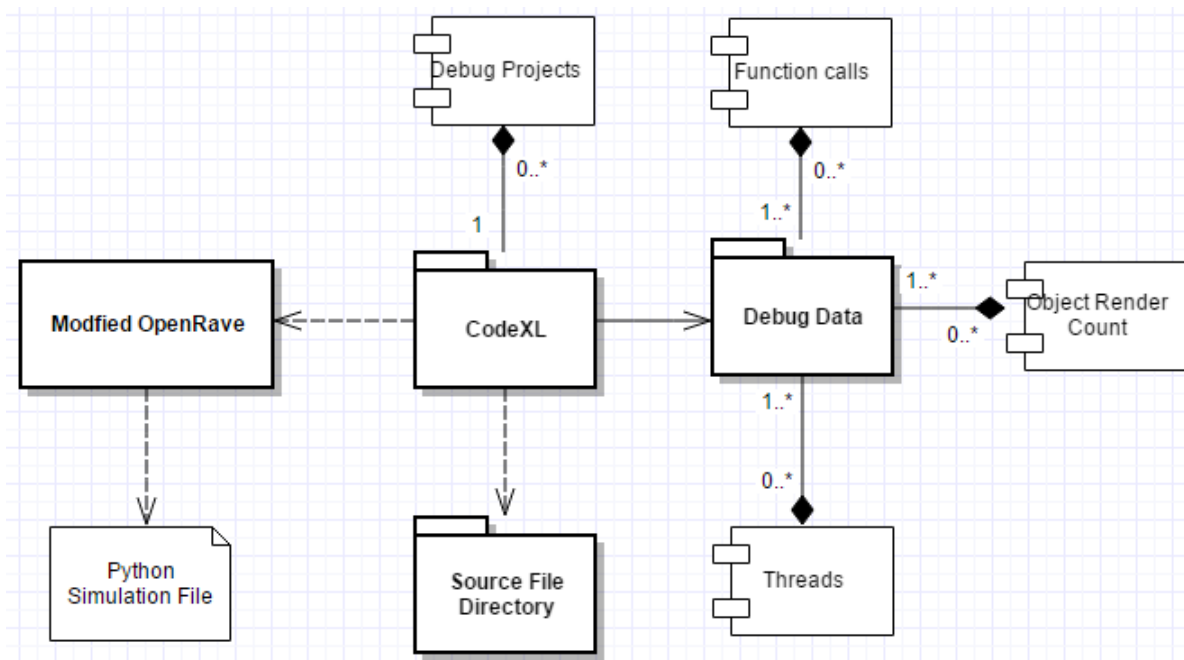 Debug Projects
Function calls
0..*
0..*
1
1..*
Modfied OpenRave
CodeXL
Debug Data
1..*
0..*
Object Render
Count
1..*
0..*
Python
Simulation File
Source File
Directory
Threads